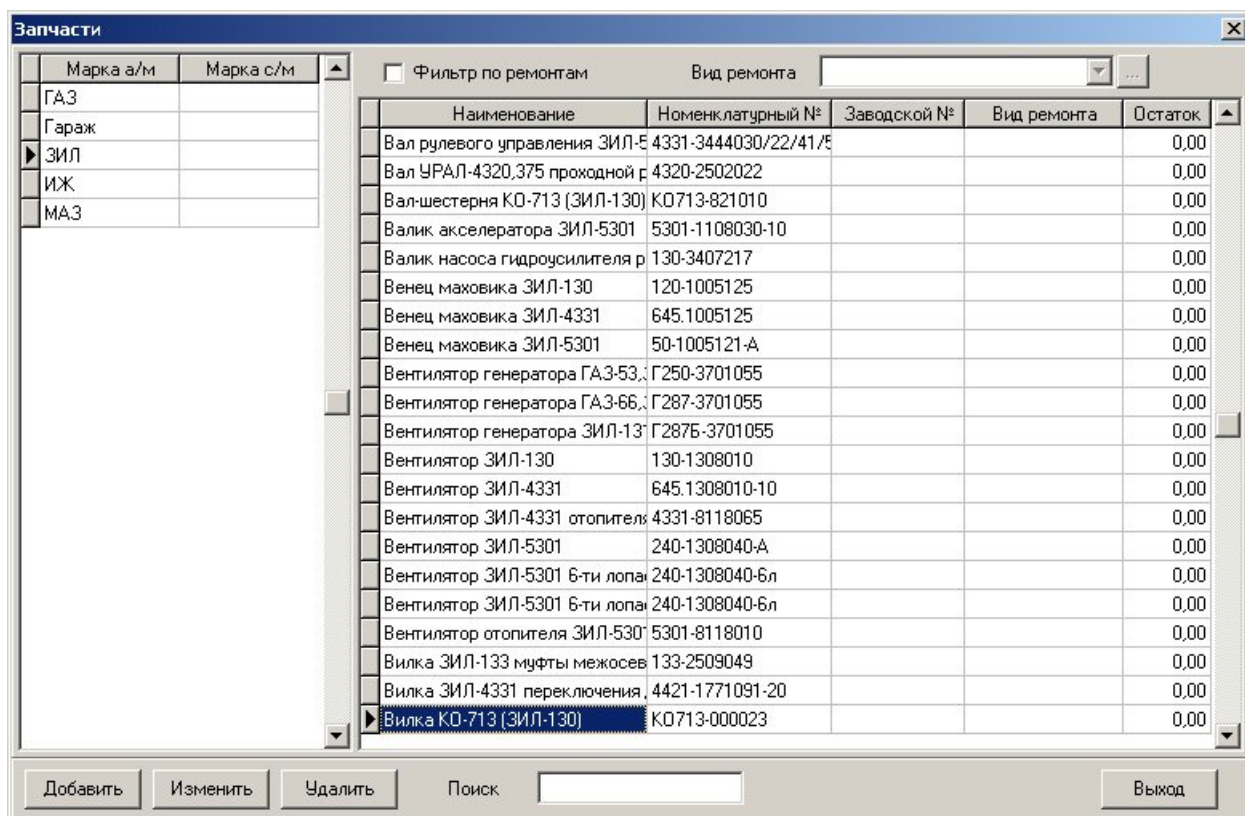 Запчасти
Марка а/м Марка с/м
ГАЗ
Гараж
ЗИЛ
ИЖ
МАЗ
Фильтр по ремонтам Вид ремонта ...
Наименование Номенклатурный № Заводской № Вид ремонта Остаток
Вал рулевого управления ЗИЛ-5 4331-3444030/22/41/5 0,00
Вал УРАЛ-4320,375 проходной р 4320-2502022 0,00
Вал-шестерня КО-713 (ЗИЛ-130) КО713-821010 0,00
Валик акселератора ЗИЛ-5301 5301-1108030-10 0,00
Валик насоса гидроусилителя р 130-3407217 0,00
Венец маховика ЗИЛ-130 120-1005125 0,00
Венец маховика ЗИЛ-4331 645.1005125 0,00
Венец маховика ЗИЛ-5301 50-1005121-А 0,00
Вентилятор генератора ГАЗ-53, Г250-3701055 0,00
Вентилятор генератора ГАЗ-66, Г287-3701055 0,00
Вентилятор генератора ЗИЛ-13 Г287Б-3701055 0,00
Вентилятор ЗИЛ-130 130-1308010 0,00
Вентилятор ЗИЛ-4331 645.1308010-10 0,00
Вентилятор ЗИЛ-4331 отопителя 4331-8118065 0,00
Вентилятор ЗИЛ-5301 240-1308040-А 0,00
Вентилятор ЗИЛ-5301 6-ти лопа 240-1308040-6л 0,00
Вентилятор ЗИЛ-5301 6-ти лопа 240-1308040-6л 0,00
Вентилятор отопителя ЗИЛ-530 5301-8118010 0,00
Вилка ЗИЛ-133 муфты межосев 133-2509049 0,00
Вилка ЗИЛ-4331 переключения 4421-1771091-20 0,00
Вилка КО-713 (ЗИЛ-130) КО713-000023 0,00
Добавить Изменить Удалить Поиск Выход